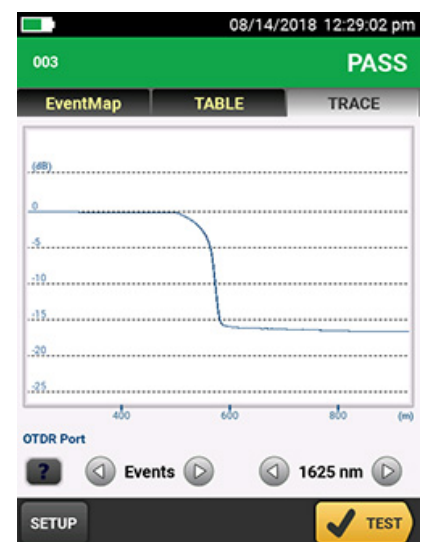 08/14/2018 12:29:02 pm
003 PASS
EventMap TABLE TRACE
(dB)
0
-5
-10
-15
-20
-25
400 600 800 (m)
OTDR Port
? Events 1625 nm
SETUP TEST